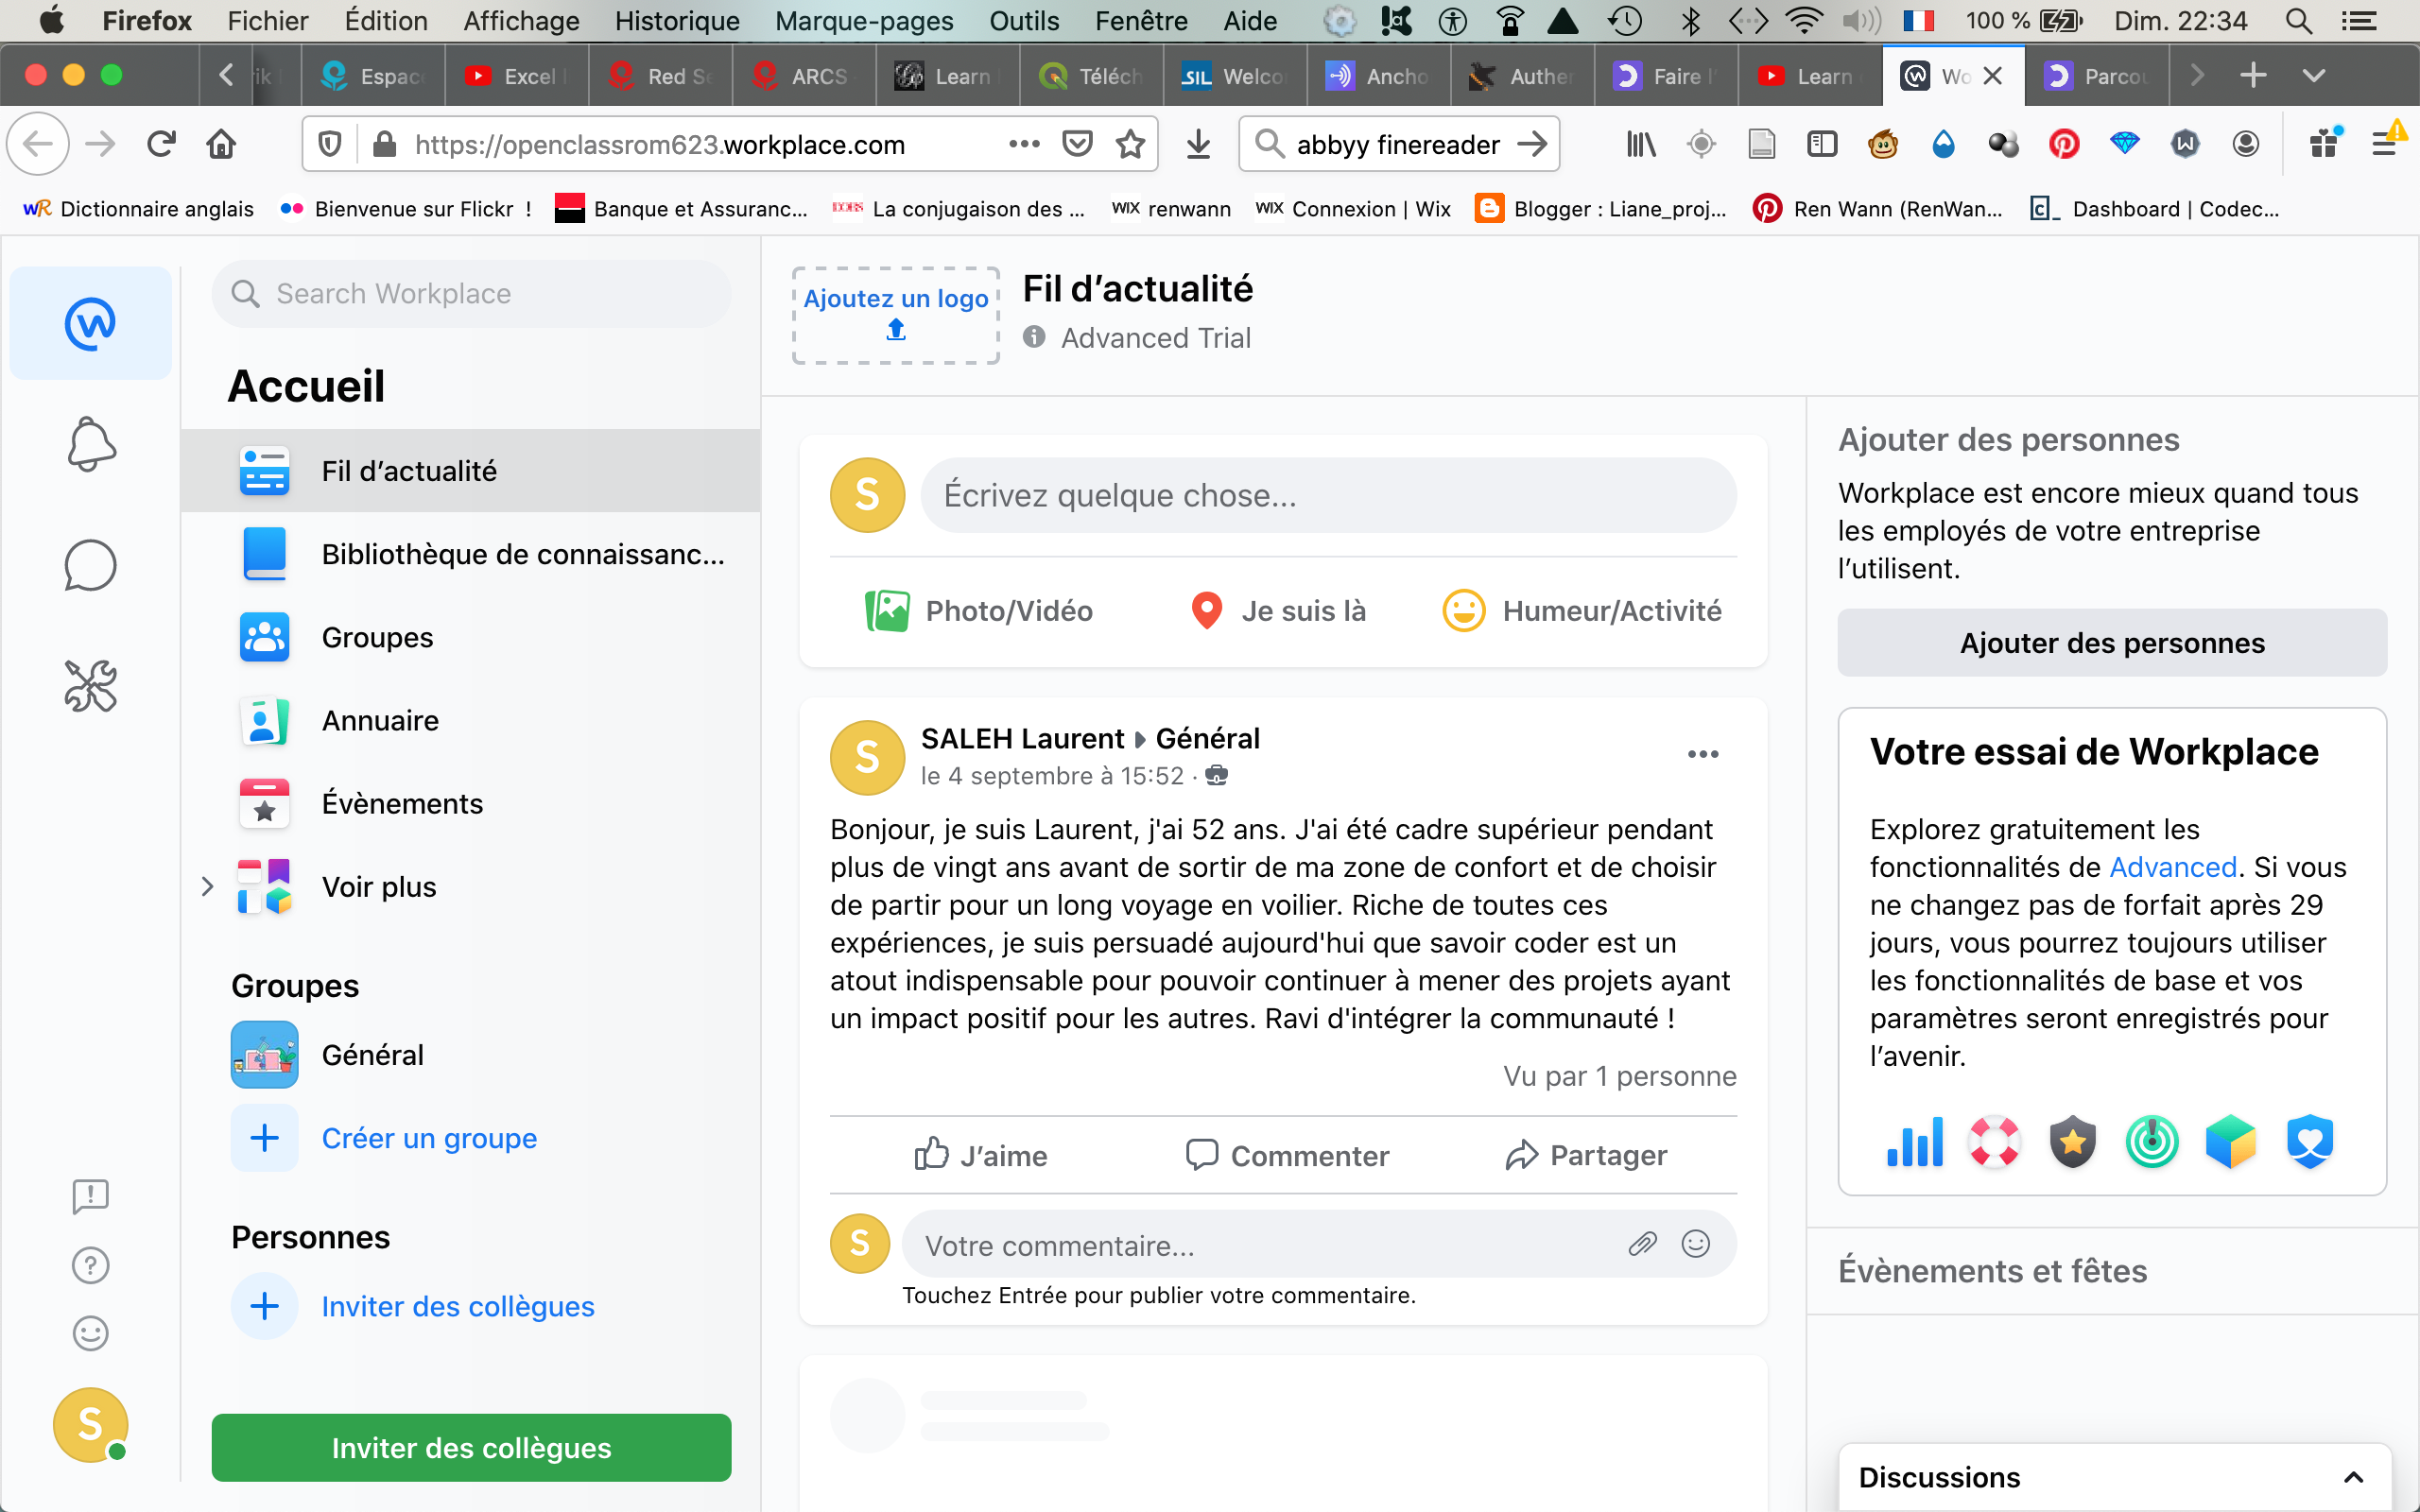 Firefox Fichier Édition Affichage Historique Marque-pages Outils Fenêtre Aide 100 % Dim. 22:34
Espac Excel Red S ARCS Learn Téléch SIL Welco Ancho Auther Faire l' Learn Wo Parcou
https://openclassrom623.workplace.com abbyy finereader
wR Dictionnaire anglais Bienvenue sur Flickr ! Banque et Assuranc... La conjugaison des ... WIX renwann WIX Connexion | Wix Blogger : Liane_proj... Ren Wann (RenWan... Dashboard | Codec...
Search Workplace
Accueil
Fil d’actualité
Bibliothèque de connaissanc...
Groupes
Annuaire
Évènements
Voir plus
Groupes
Général
Créer un groupe
Personnes
Inviter des collègues
Inviter des collègues
S
Ajoutez un logo
Fil d’actualité
Advanced Trial
S
Écrivez quelque chose...
Photo/Vidéo Je suis là Humeur/Activité
S
SALEH Laurent Général
le 4 septembre à 15:52 ·
Bonjour, je suis Laurent, j'ai 52 ans. J'ai été cadre supérieur pendant
plus de vingt ans avant de sortir de ma zone de confort et de choisir
de partir pour un long voyage en voilier. Riche de toutes ces
expériences, je suis persuadé aujourd'hui que savoir coder est un
atout indispensable pour pouvoir continuer à mener des projets ayant
un impact positif pour les autres. Ravi d'intégrer la communauté !
Vu par 1 personne
J’aime Commenter Partager
S
Votre commentaire...
Touchez Entrée pour publier votre commentaire.
Ajouter des personnes
Workplace est encore mieux quand tous
les employés de votre entreprise
l’utilisent.
Ajouter des personnes
Votre essai de Workplace
Explorez gratuitement les
fonctionnalités de Advanced. Si vous
ne changez pas de forfait après 29
jours, vous pourrez toujours utiliser
les fonctionnalités de base et vos
paramètres seront enregistrés pour
l’avenir.
Évènements et fêtes
Discussions